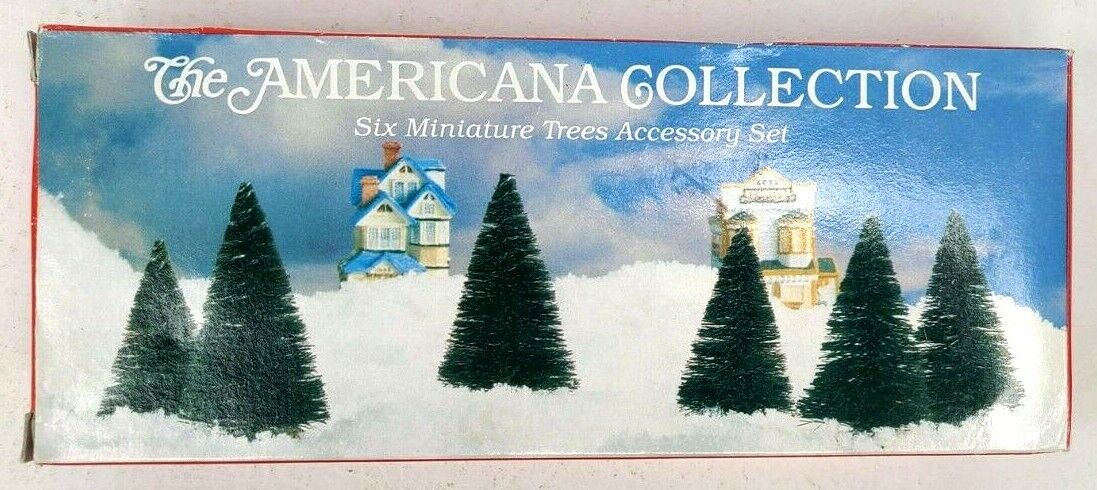 The AMERICANA COLLECTION
Six Miniature Trees Accessory Set